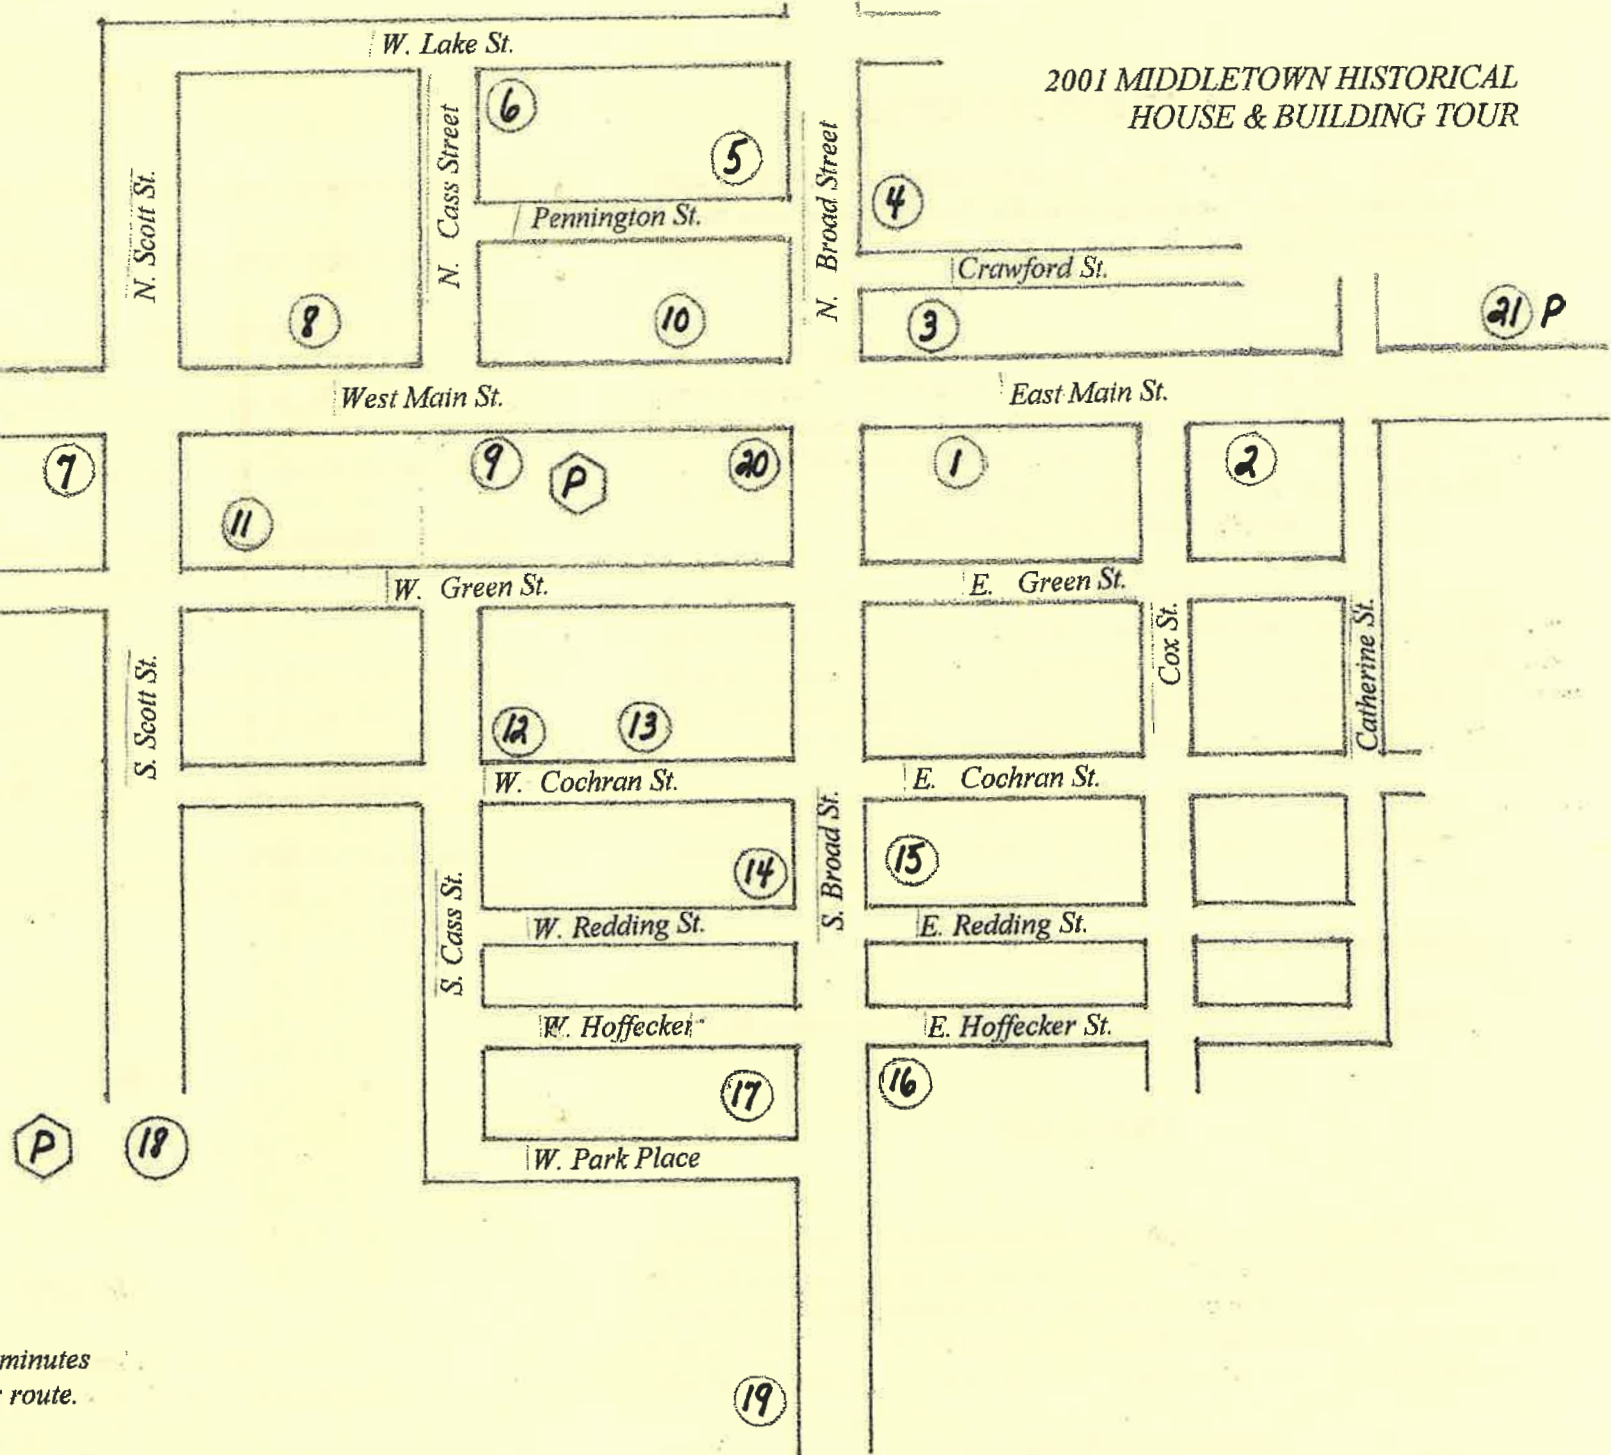 W. Lake St.
2001 MIDDLETOWN HISTORICAL
HOUSE & BUILDING TOUR
6
5
N. Scott St.
N. Cass Street
N. Broad Street
4
Pennington St.
Crawford St.
8
10
3
21 P
West Main St.
East Main St.
7
9
P
20
1
2
11
W. Green St.
E. Green St.
S. Scott St.
Cox St.
Catherine St.
12
13
W. Cochran St.
E. Cochran St.
14
S. Broad St.
15
S. Cass St.
W. Redding St.
E. Redding St.
W. Hoffecker
E. Hoffecker St.
17
16
P
18
W. Park Place
minutes
route.
19